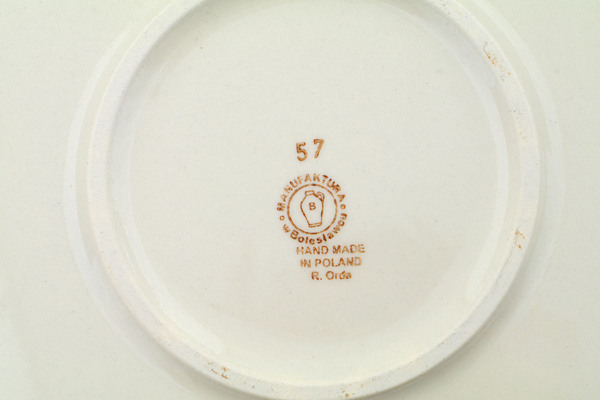 57
MANUFAKTURA
w Bolesławcu
B
HAND MADE
IN POLAND
R. Orda